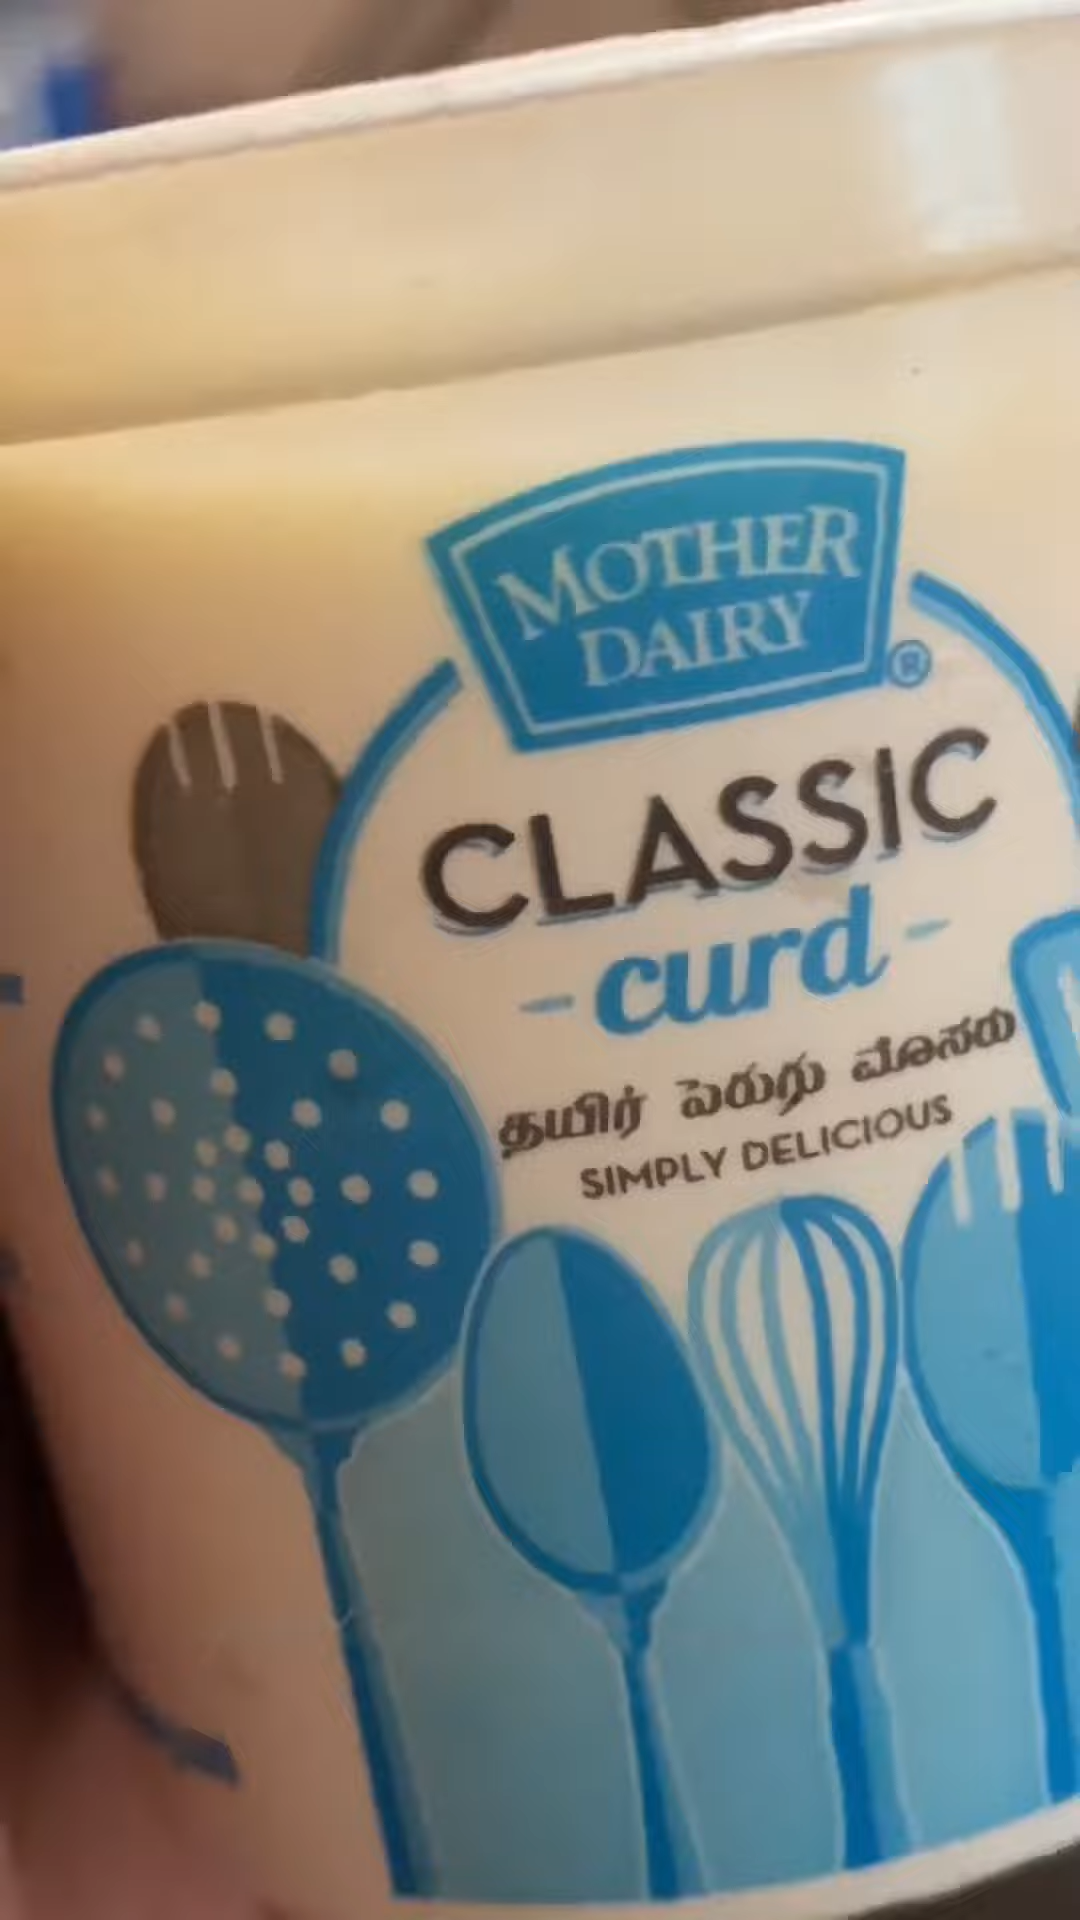 MOTHER
DAIRY
®
CLASSIC
-curd-
தயிர் పెరుగు ಮೊಸರು
SIMPLY DELICIOUS